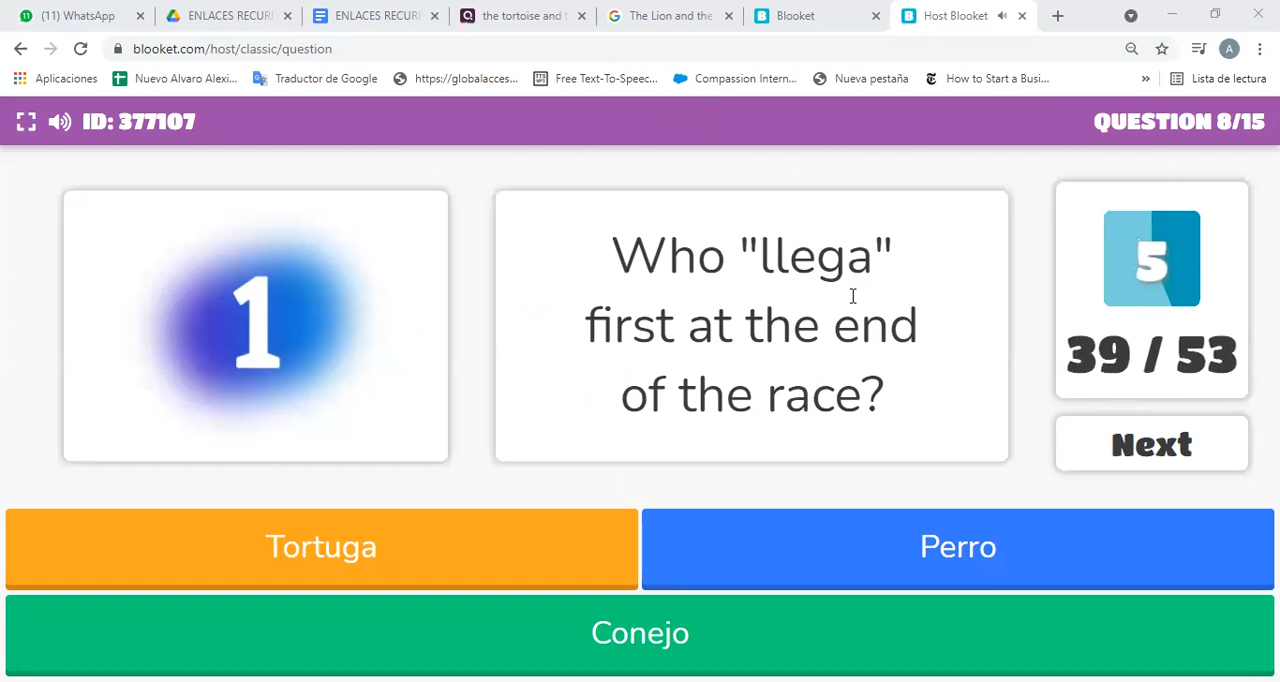 (11) WhatsApp
ENLACES RECURI
ENLACES RECURI
the tortoise and t
The Lion and the
Blooket
Host Blooket
blooket.com/host/classic/question
A
Aplicaciones
Nuevo Alvaro Alexi...
Traductor de Google
https://globalacces...
Free Text-To-Speec...
Compassion Intern...
Nueva pestaña
How to Start a Busi...
»
Lista de lectura
ID: 377107
QUESTION 8/15
1
Who "llega"
first at the end
of the race?
5
39 / 53
Next
Tortuga
Perro
Conejo